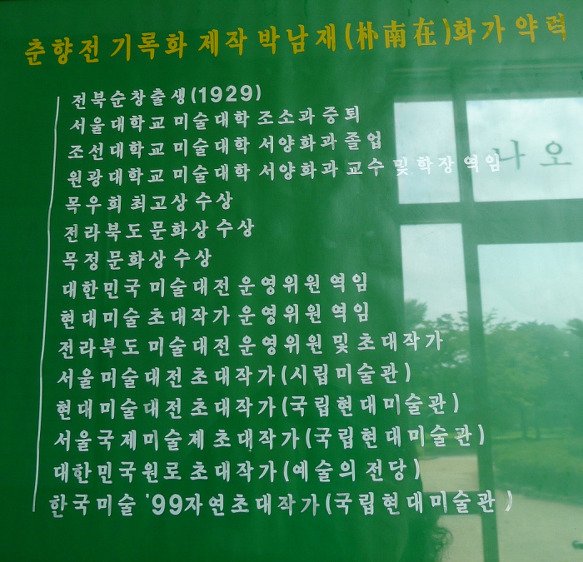 춘향전 기록화 제작 박남재(朴南在)화가 약력
전북순창출생(1929)
서울대학교 미술대학 조소과 중퇴
조선대학교 미술대학 서양화과 졸업
원광대학교 미술대학 서양화과 교수 및 학장 역임
나 오
목우회 최고상 수상
전라북도 문화상 수상
목정문화상 수상
대한민국 미술대전 운영위원 역임
현대미술 초대작가 운영위원 역임
전라북도 미술대전 운영위원 및 초대작가
서울미술대전 초대작가(시립미술관)
현대미술대전 초대작가(국립현대미술관)
서울국제미술제 초대작가(국립현대미술관)
대한민국원로 초대작가(예술의 전당)
한국미술 '99자연초대작가(국립현대미술관)